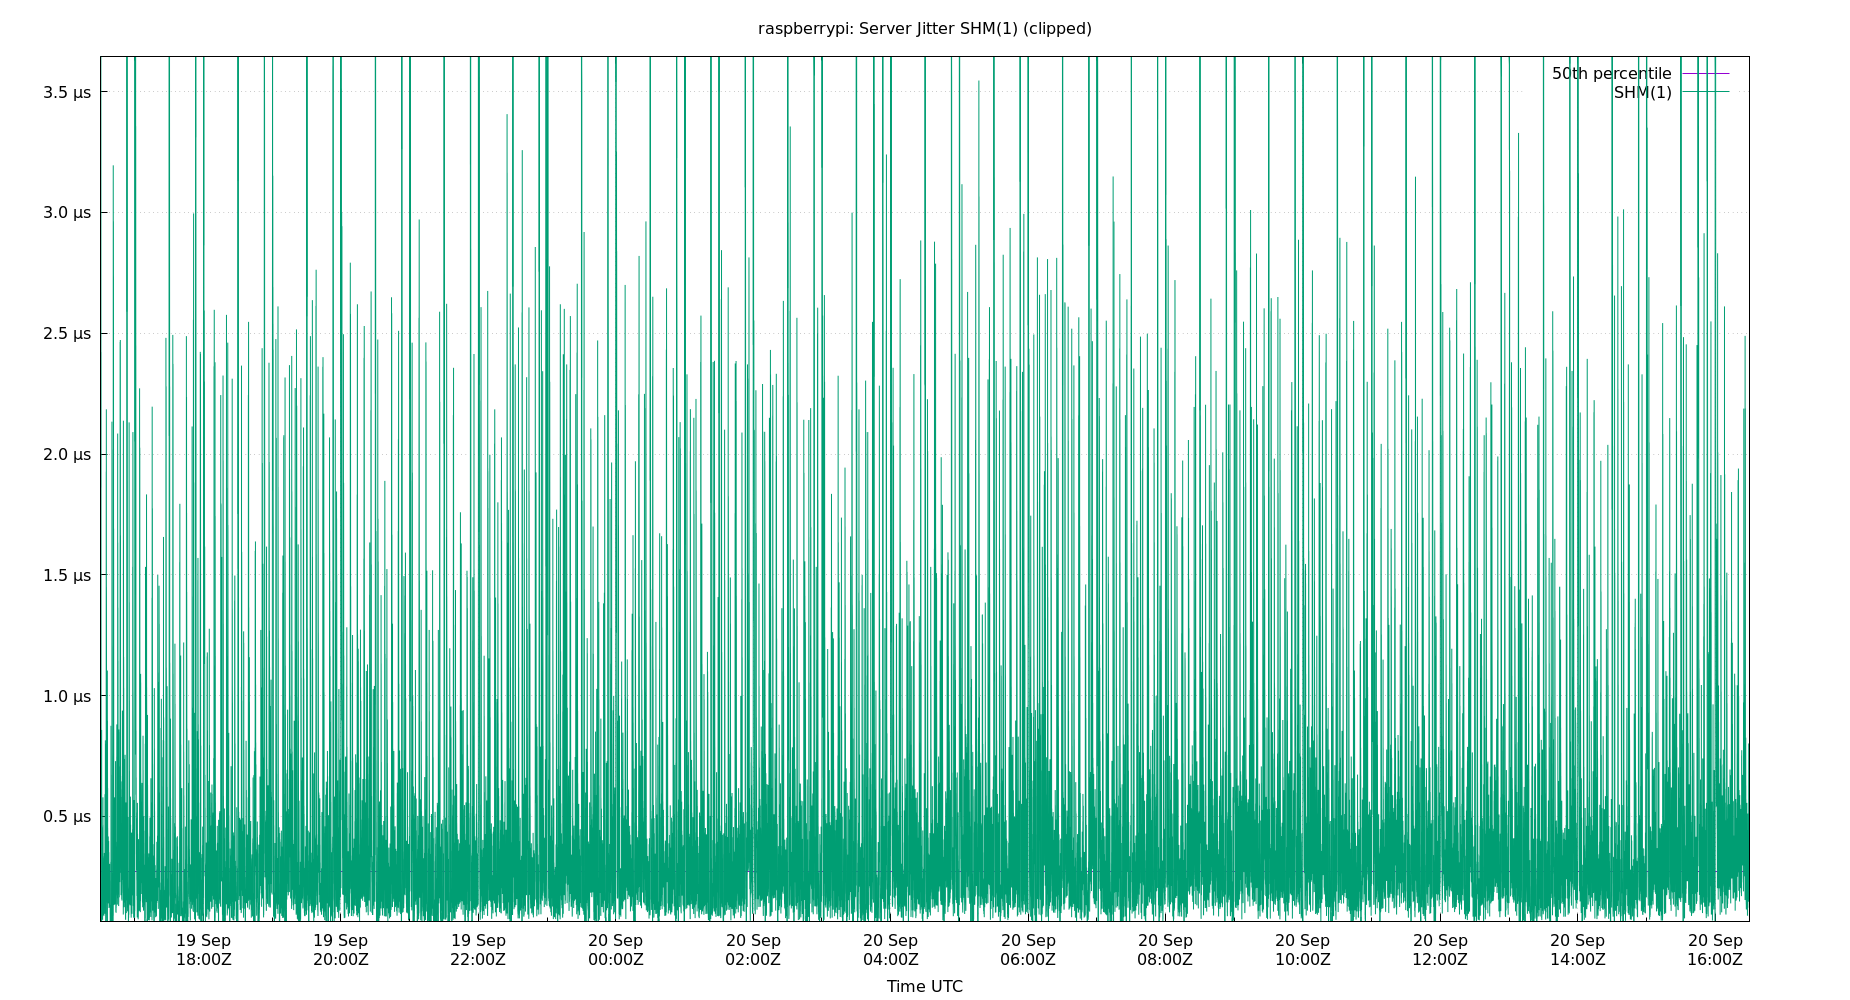 raspberrypi: Server Jitter SHM(1) (clipped)
50th percentile
SHM(1)
3.5 µs
3.0 µs
2.5 µs
2.0 µs
1.5 µs
1.0 µs
0.5 µs
19 Sep 19 Sep 19 Sep 20 Sep 20 Sep 20 Sep 20 Sep 20 Sep 20 Sep 20 Sep 20 Sep 20 Sep
18:00Z 20:00Z 22:00Z 00:00Z 02:00Z 04:00Z 06:00Z 08:00Z 10:00Z 12:00Z 14:00Z 16:00Z
Time UTC